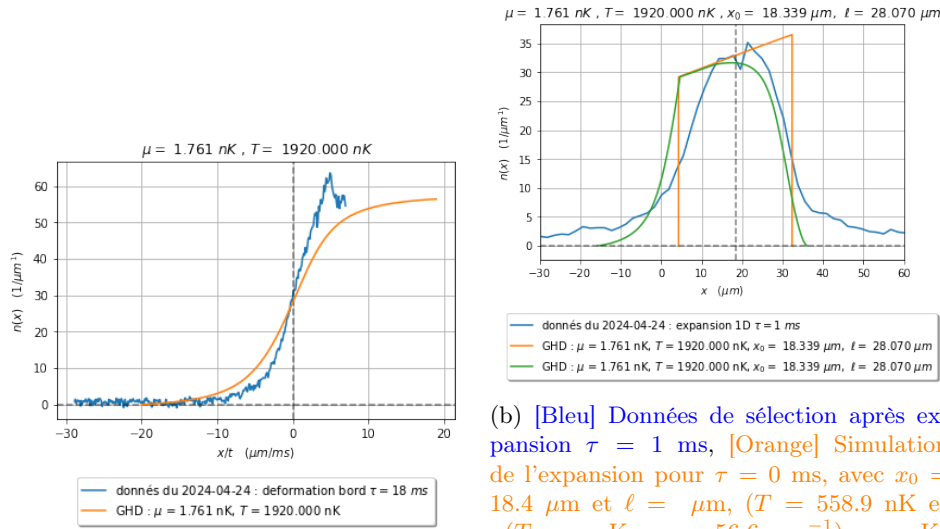 μ = 1.761 nK , T = 1920.000 nK
n(x) (1/μm⁻¹)
60
50
40
30
20
10
0
−30 −20 −10 0 10 20
x/t (μm/ms)
donnés du 2024-04-24 : deformation bord τ = 18 ms
GHD : μ = 1.761 nK, T = 1920.000 nK
μ = 1.761 nK , T = 1920.000 nK , x₀ = 18.339 μm, ℓ = 28.070 μm
n(x) (1/μm⁻¹)
35
30
25
20
15
10
5
0
−30 −20 −10 0 10 20 30 40 50 60
x (μm)
donnés du 2024-04-24 : expansion 1D τ = 1 ms
GHD : μ = 1.761 nK, T = 1920.000 nK, x₀ = 18.339 μm, ℓ = 28.070 μm
GHD : μ = 1.761 nK, T = 1920.000 nK, x₀ = 18.339 μm, ℓ = 28.070 μm
(b) [Bleu] Données de sélection après ex
pansion τ = 1 ms, [Orange] Simulation
de l'expansion pour τ = 0 ms, avec x₀ =
18.4 μm et ℓ = μm, (T = 558.9 nK e